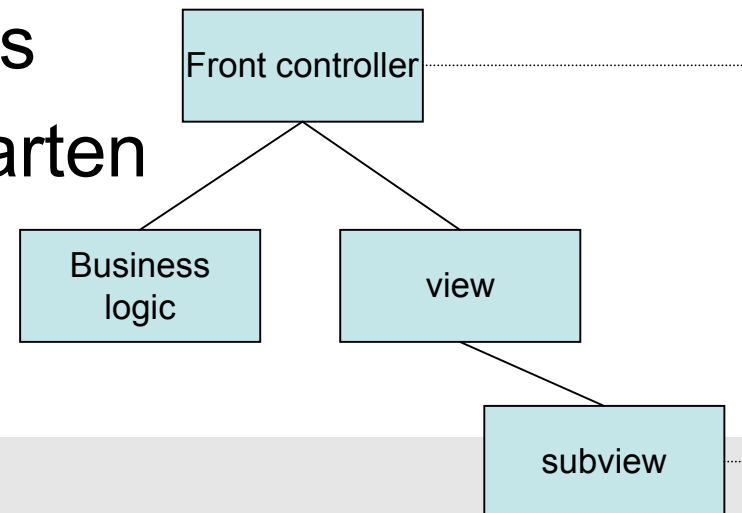 s
Front controller
arten
Business
logic
view
subview